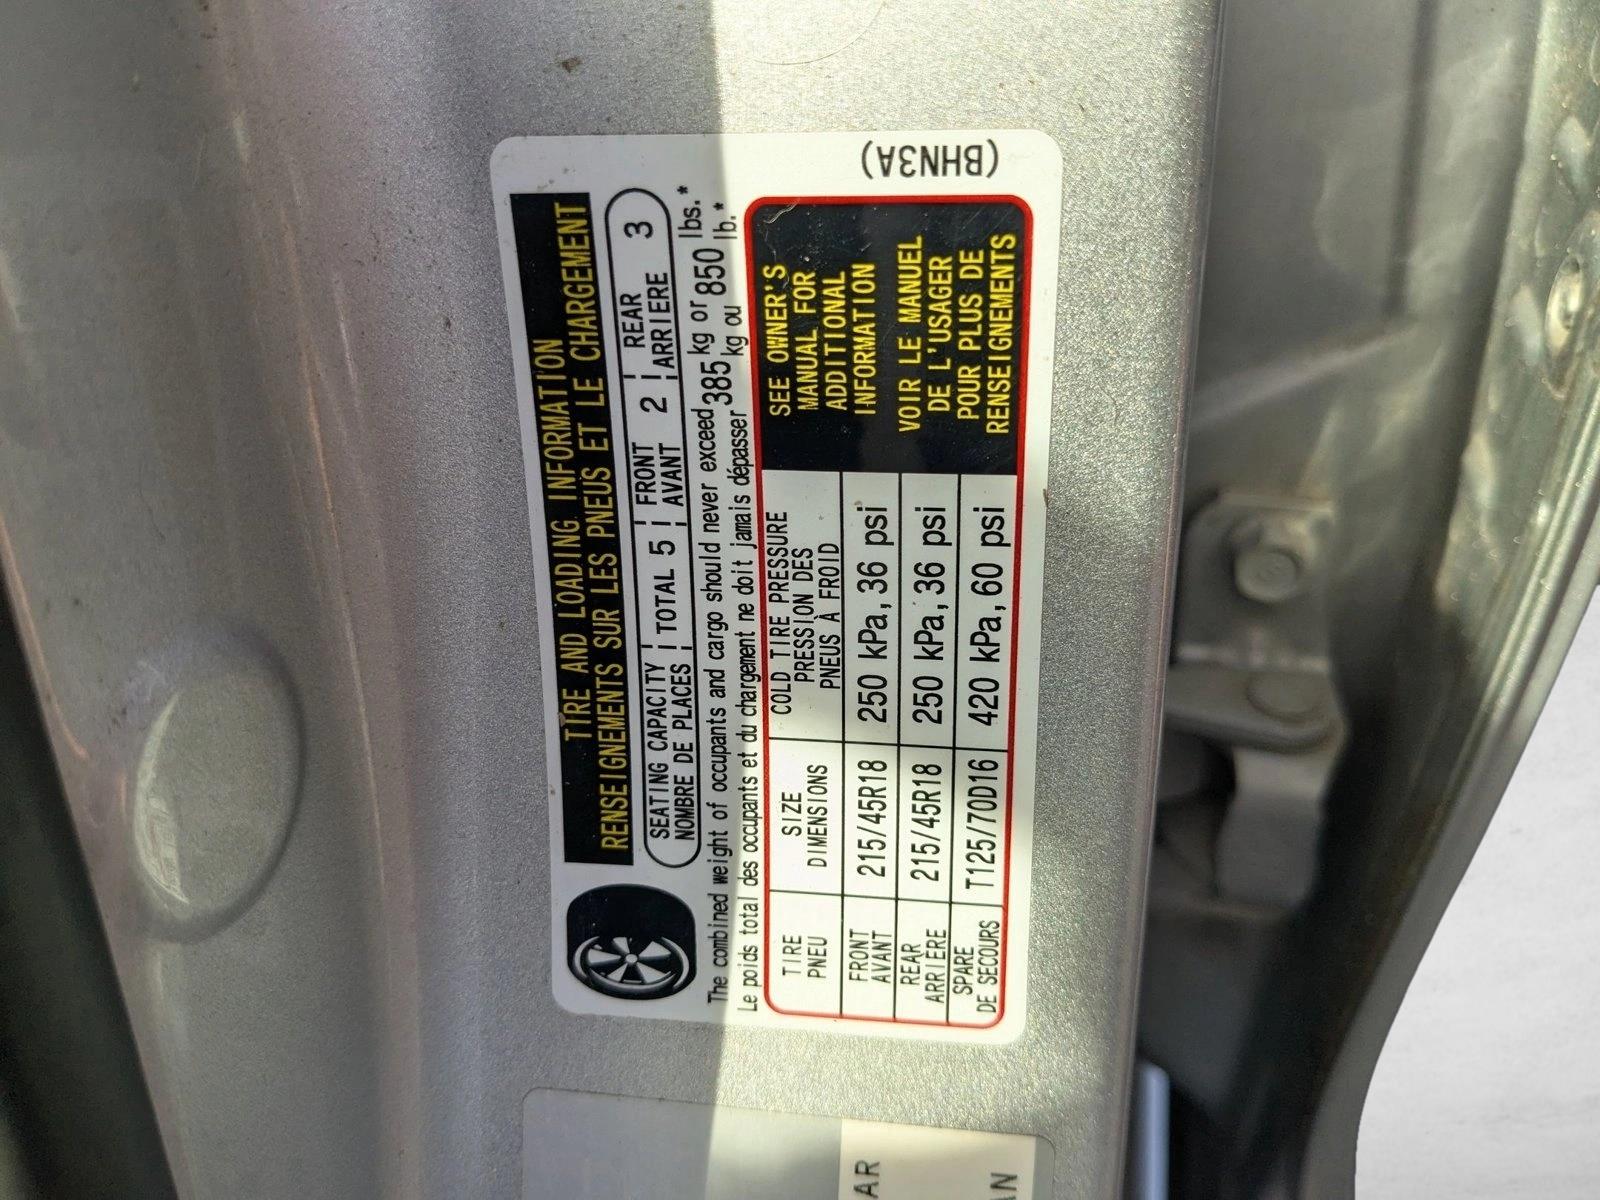 TIRE AND LOADING INFORMATION
RENSEIGNEMENTS SUR LES PNEUS ET LE CHARGEMENT
SEATING CAPACITY TOTAL 5 FRONT 2 REAR 3
NOMBRE DE PLACES AVANT ARRIERE
The combined weight of occupants and cargo should never exceed 385 kg or 850 lbs.*
Le poids total des occupants et du chargement ne doit jamais dépasser kg ou lb.*
TIRE SIZE COLD TIRE PRESSURE
PNEU DIMENSIONS PRESSION DES
PNEUS À FROID
FRONT 215/45R18 250 kPa, 36 psi
AVANT
REAR 215/45R18 250 kPa, 36 psi
ARRIERE
SPARE T125/70D16 420 kPa, 60 psi
DE SECOURS
SEE OWNER'S
MANUAL FOR
ADDITIONAL
INFORMATION
VOIR LE MANUEL
DE L'USAGER
POUR PLUS DE
RENSEIGNEMENTS
(BHN3A)
AR
AN